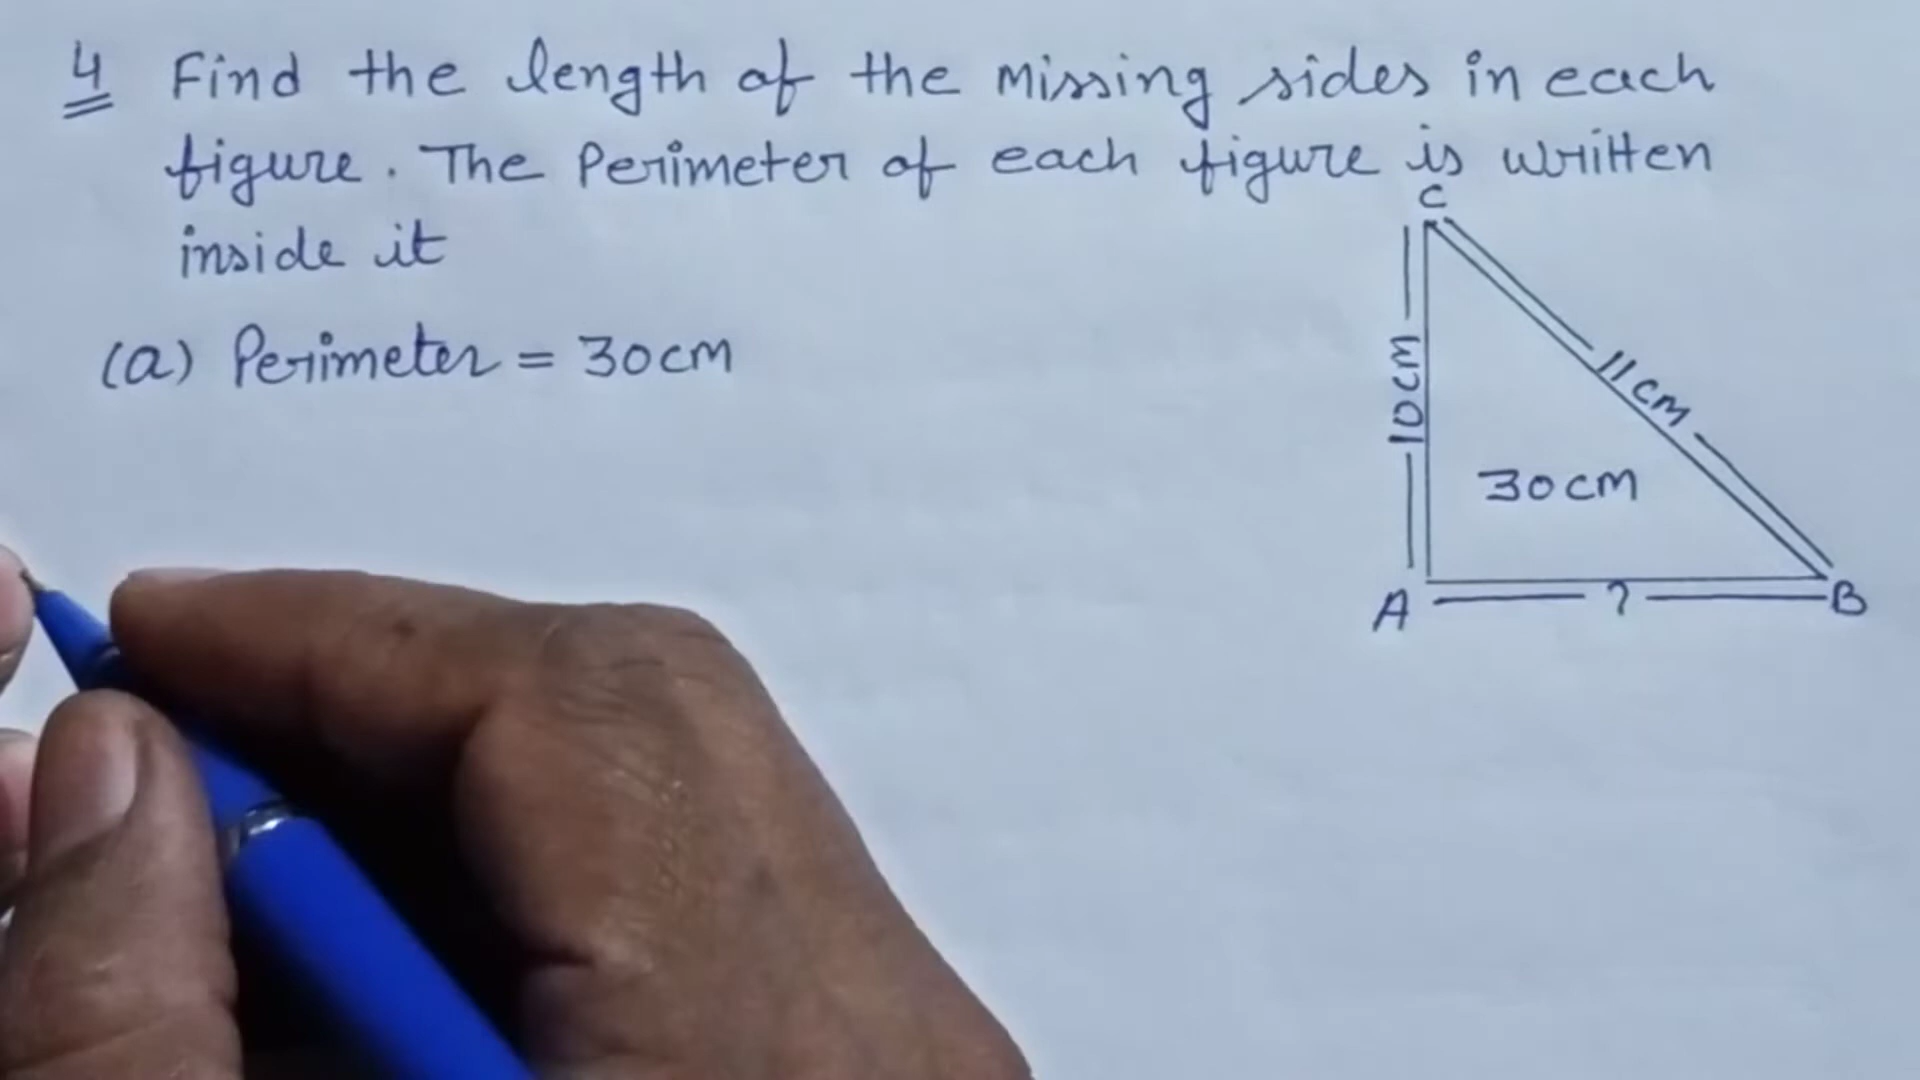 4 Find the length of the Missing sides in each
figure. The Perimeter of each figure is written
inside it
(a) Perimeter = 30cm
C
10cm
11cm
30cm
A ? B